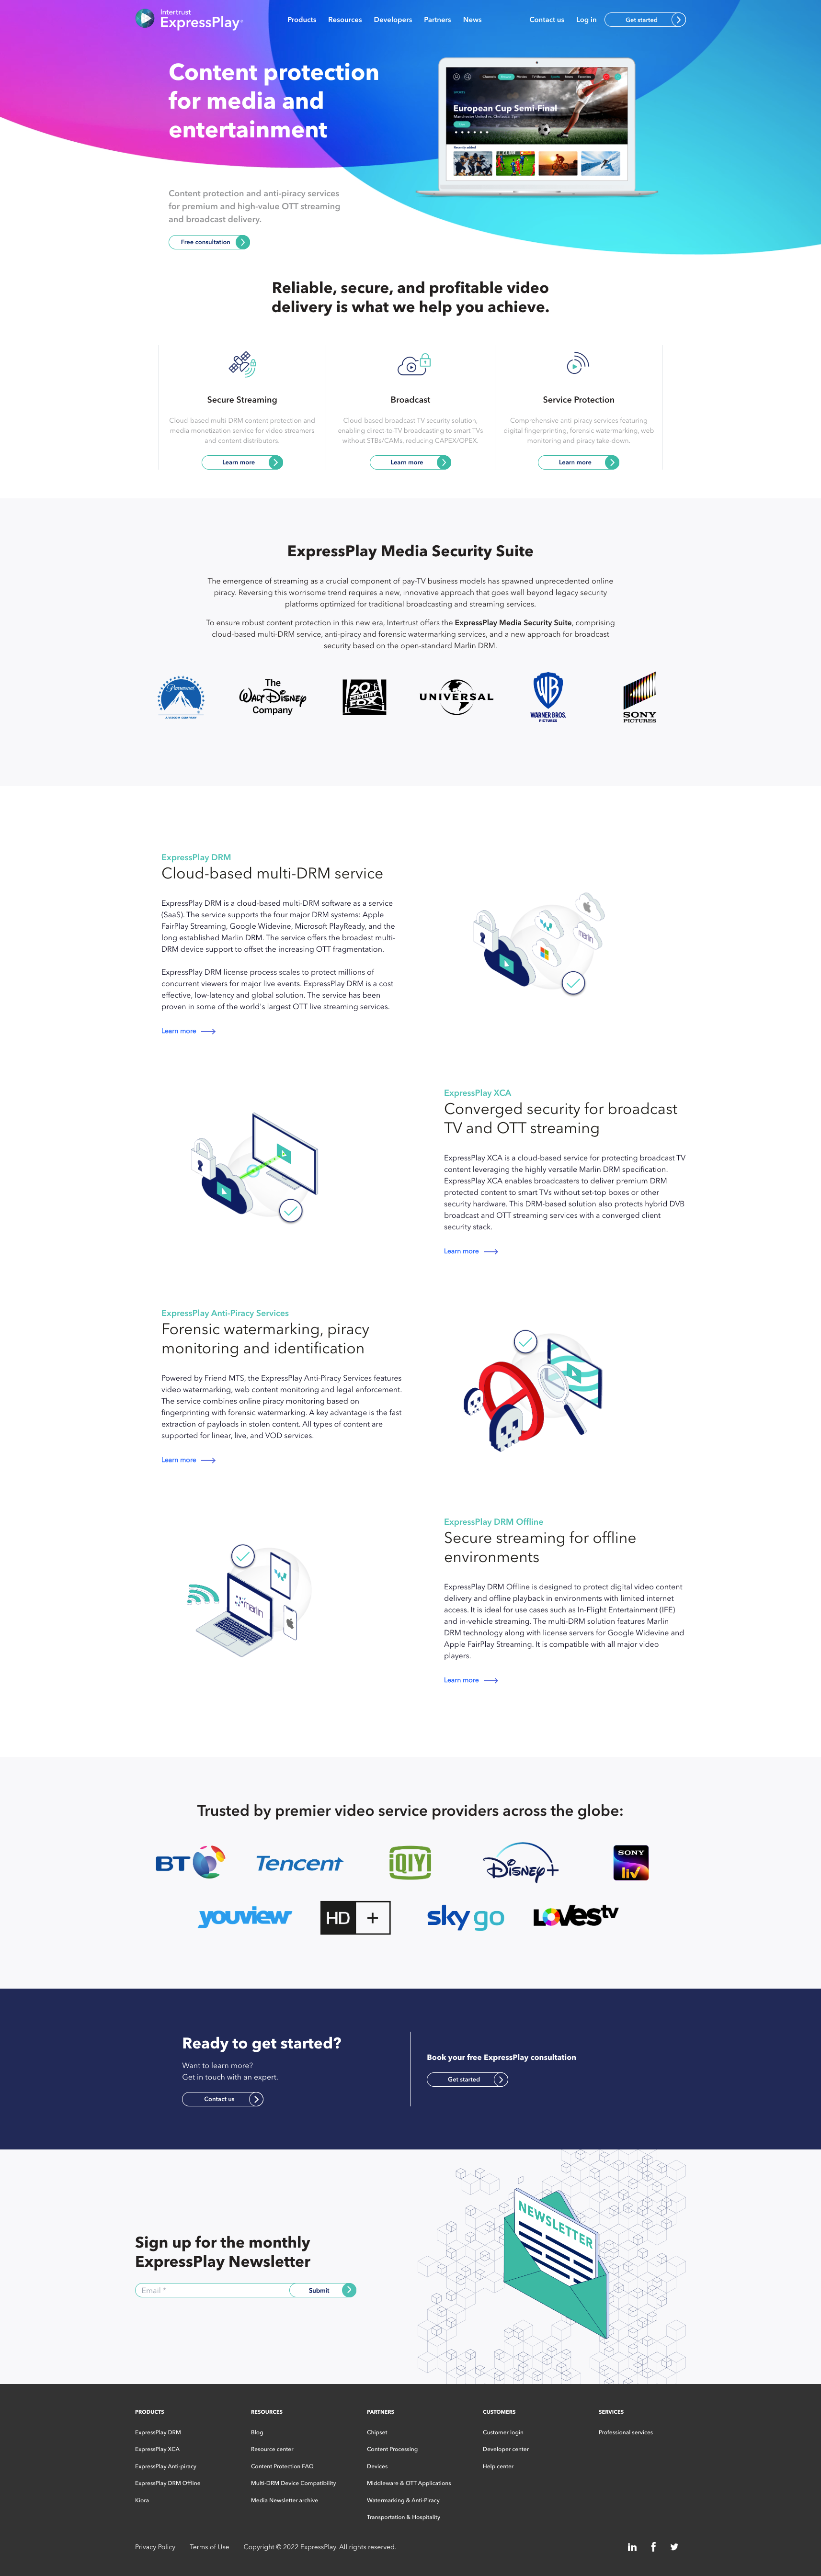 Intertrust
ExpressPlay
Products Resources Developers Partners News Contact us Log in Get started
Content protection
for media and
entertainment
European Cup Semi-Final
Recently added
Content protection and anti-piracy services
for premium and high-value OTT streaming
and broadcast delivery.
Free consultation
Reliable, secure, and profitable video
delivery is what we help you achieve.
Secure Streaming
Cloud-based multi-DRM content protection and
media monetization service for video streamers
and content distributors.
Learn more
Broadcast
Cloud-based broadcast TV security solution,
enabling direct-to-TV broadcasting to smart TVs
without STBs/CAMs, reducing CAPEX/OPEX.
Learn more
Service Protection
Comprehensive anti-piracy services featuring
digital fingerprinting, forensic watermarking, web
monitoring and piracy take-down.
Learn more
ExpressPlay Media Security Suite
The emergence of streaming as a crucial component of pay-TV business models has spawned unprecedented online
piracy. Reversing this worrisome trend requires a new, innovative approach that goes well beyond legacy security
platforms optimized for traditional broadcasting and streaming services.
To ensure robust content protection in this new era, Intertrust offers the ExpressPlay Media Security Suite, comprising
cloud-based multi-DRM service, anti-piracy and forensic watermarking services, and a new approach for broadcast
security based on the open-standard Marlin DRM.
Paramount
The
Walt Disney
Company
20th
CENTURY
FOX
UNIVERSAL
WB
WARNER BROS.
PICTURES
SONY
PICTURES
ExpressPlay DRM
Cloud-based multi-DRM service
ExpressPlay DRM is a cloud-based multi-DRM software as a service
(SaaS). The service supports the four major DRM systems: Apple
FairPlay Streaming, Google Widevine, Microsoft PlayReady, and the
long established Marlin DRM. The service offers the broadest multi-
DRM device support to offset the increasing OTT fragmentation.
ExpressPlay DRM license process scales to protect millions of
concurrent viewers for major live events. ExpressPlay DRM is a cost
effective, low-latency and global solution. The service has been
proven in some of the world's largest OTT live streaming services.
Learn more
marlin
ExpressPlay XCA
Converged security for broadcast
TV and OTT streaming
ExpressPlay XCA is a cloud-based service for protecting broadcast TV
content leveraging the highly versatile Marlin DRM specification.
ExpressPlay XCA enables broadcasters to deliver premium DRM
protected content to smart TVs without set-top boxes or other
security hardware. This DRM-based solution also protects hybrid DVB
broadcast and OTT streaming services with a converged client
security stack.
Learn more
ExpressPlay Anti-Piracy Services
Forensic watermarking, piracy
monitoring and identification
Powered by Friend MTS, the ExpressPlay Anti-Piracy Services features
video watermarking, web content monitoring and legal enforcement.
The service combines online piracy monitoring based on
fingerprinting with forensic watermarking. A key advantage is the fast
extraction of payloads in stolen content. All types of content are
supported for linear, live, and VOD services.
Learn more
ExpressPlay DRM Offline
Secure streaming for offline
environments
ExpressPlay DRM Offline is designed to protect digital video content
delivery and offline playback in environments with limited internet
access. It is ideal for use cases such as In-Flight Entertainment (IFE)
and in-vehicle streaming. The multi-DRM solution features Marlin
DRM technology along with license servers for Google Widevine and
Apple FairPlay Streaming. It is compatible with all major video
players.
Learn more
marlin
Trusted by premier video service providers across the globe:
BT Tencent QIYI Disney+ SONY liv
youview HD + sky go LOVEStv
Ready to get started?
Want to learn more?
Get in touch with an expert.
Contact us
Book your free ExpressPlay consultation
Get started
NEWSLETTER
Sign up for the monthly
ExpressPlay Newsletter
Email * Submit
PRODUCTS
ExpressPlay DRM
ExpressPlay XCA
ExpressPlay Anti-piracy
ExpressPlay DRM Offline
Kiora
RESOURCES
Blog
Resource center
Content Protection FAQ
Multi-DRM Device Compatibility
Media Newsletter archive
PARTNERS
Chipset
Content Processing
Devices
Middleware & OTT Applications
Watermarking & Anti-Piracy
Transportation & Hospitality
CUSTOMERS
Customer login
Developer center
Help center
SERVICES
Professional services
Privacy Policy Terms of Use Copyright © 2022 ExpressPlay. All rights reserved.